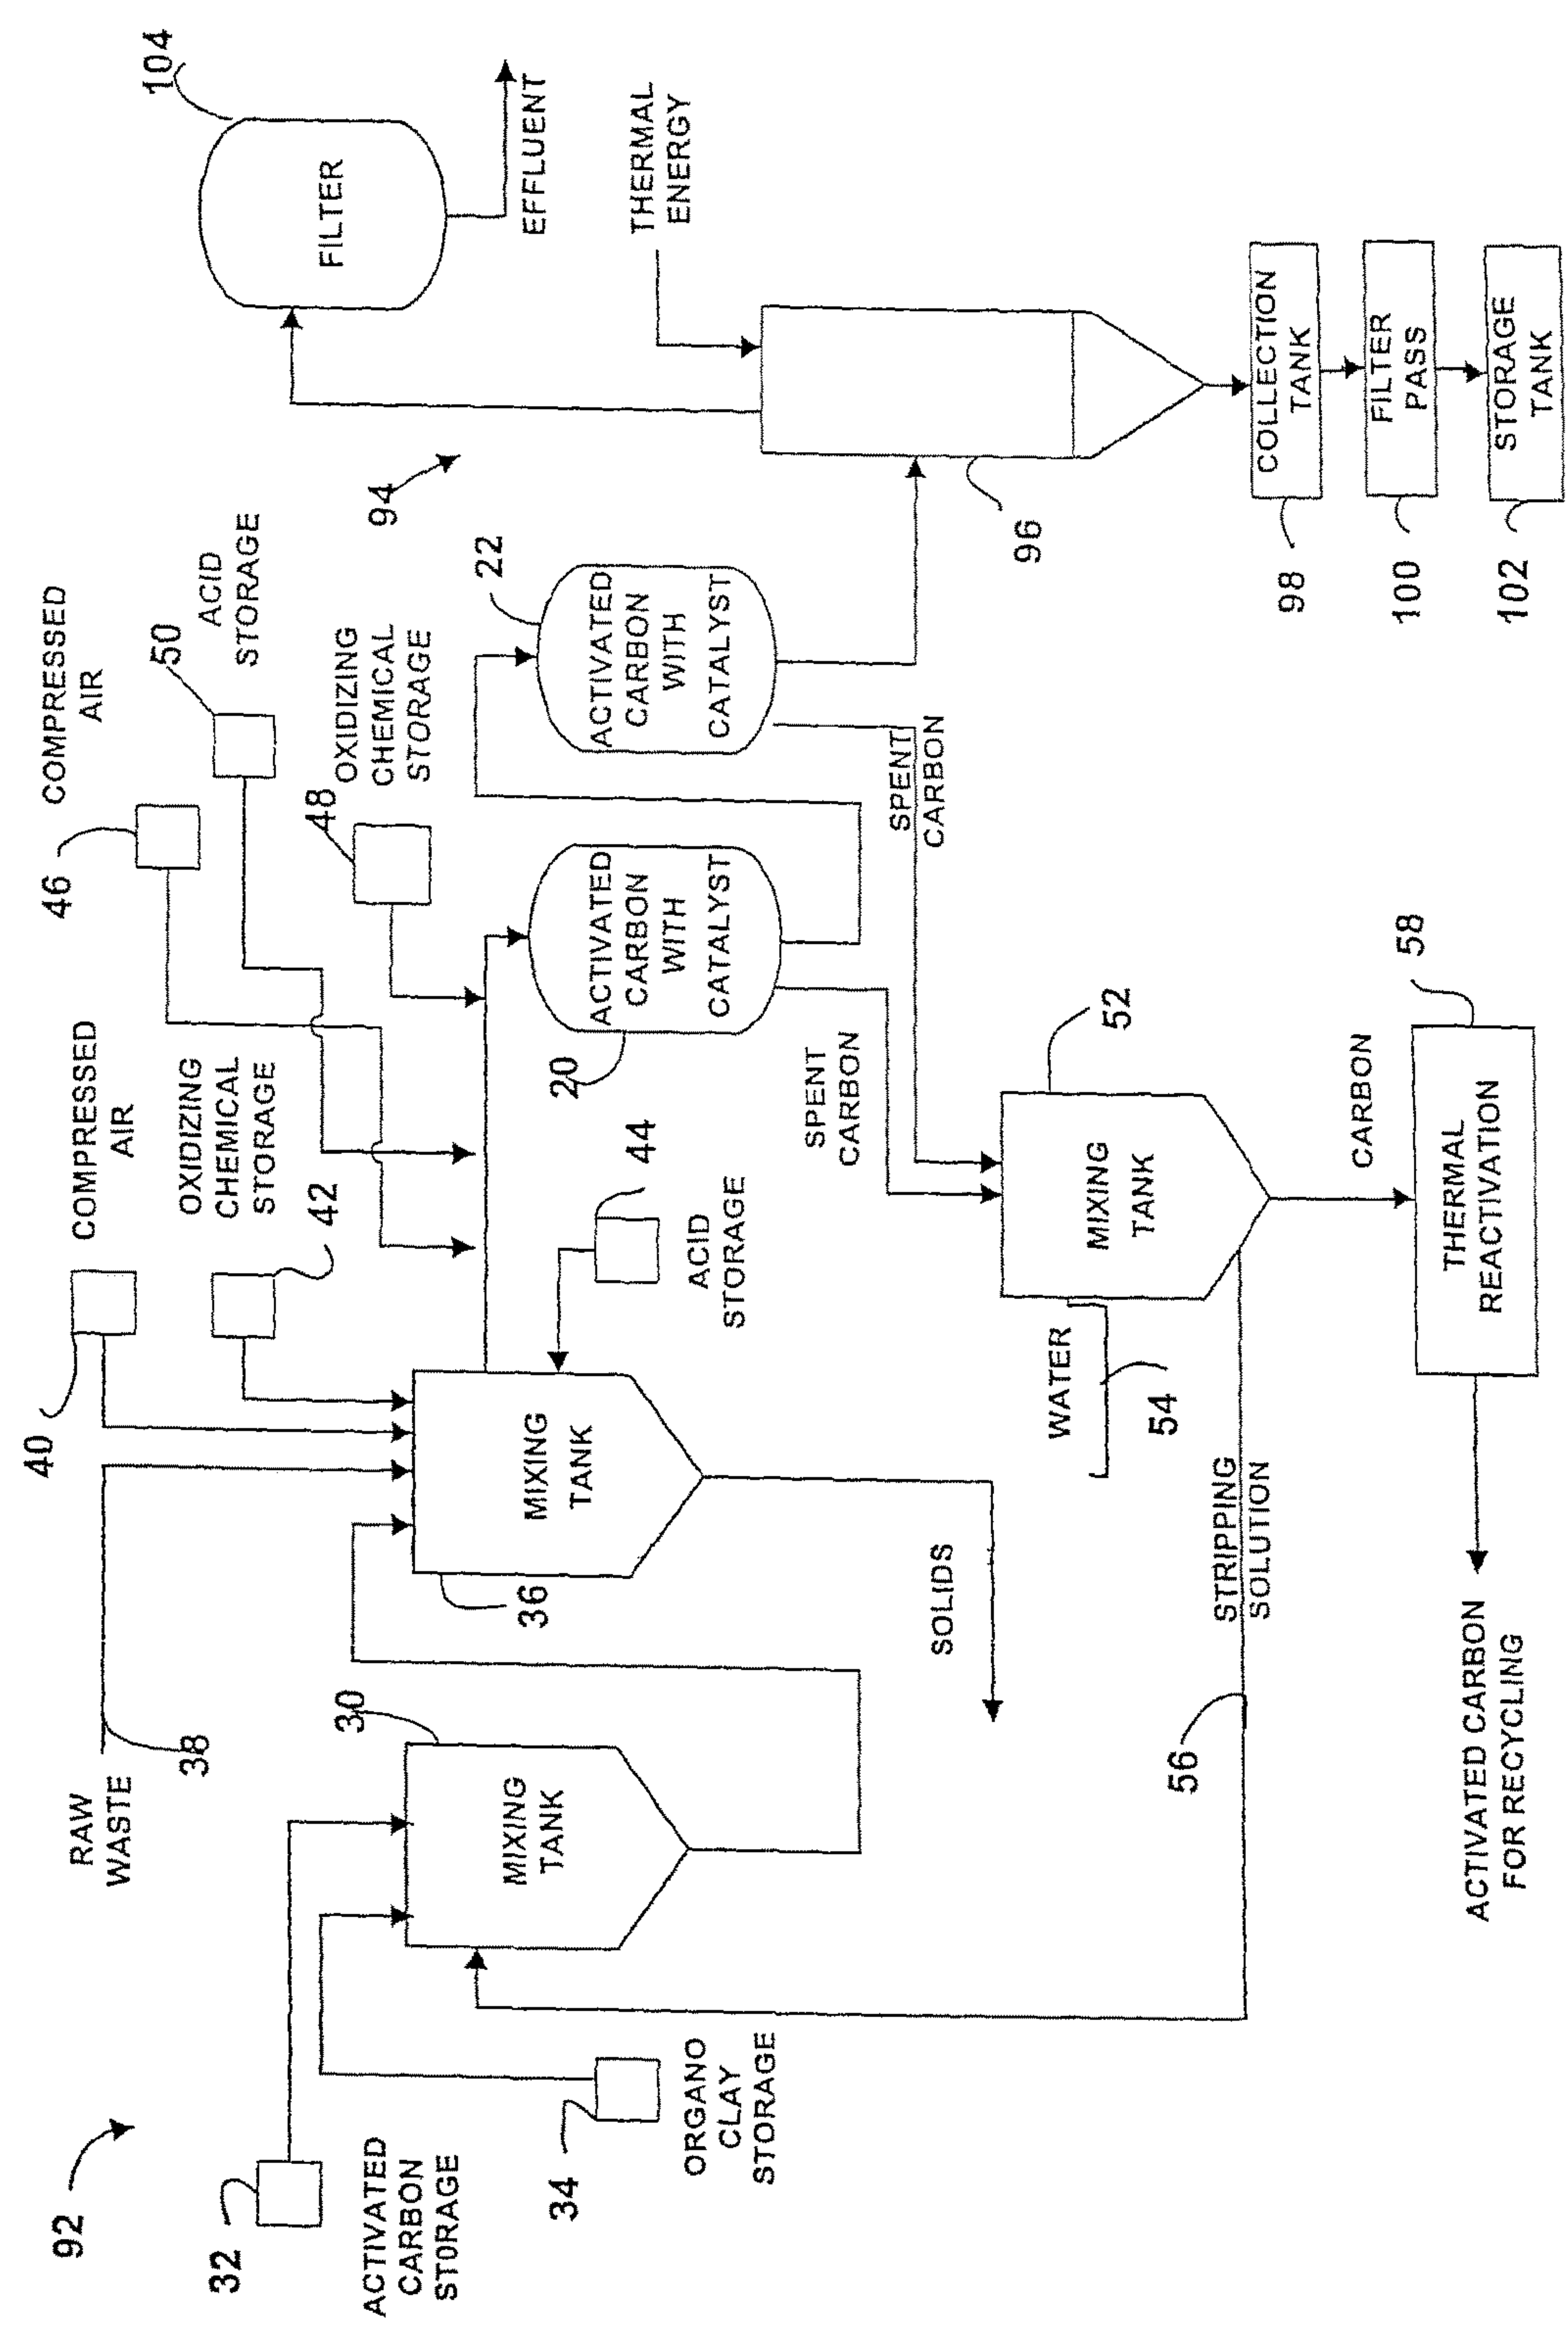 92
32
ACTIVATED
CARBON
STORAGE
34
ORGANO
CLAY
STORAGE
RAW
WASTE
38
30
MIXING
TANK
40
COMPRESSED
AIR
OXIDIZING
CHEMICAL
STORAGE
42
36
MIXING
TANK
44
ACID
STORAGE
SOLIDS
46
COMPRESSED
AIR
50
ACID
STORAGE
48
OXIDIZING
CHEMICAL
STORAGE
20
ACTIVATED
CARBON
WITH
CATALYST
22
ACTIVATED
CARBON
WITH
CATALYST
SPENT
CARBON
SPENT
CARBON
52
MIXING
TANK
WATER
54
STRIPPING
SOLUTION
56
CARBON
58
THERMAL
REACTIVATION
ACTIVATED CARBON
FOR RECYCLING
94
104
FILTER
EFFLUENT
THERMAL
ENERGY
96
COLLECTION
TANK
98
FILTER
PASS
100
STORAGE
TANK
102